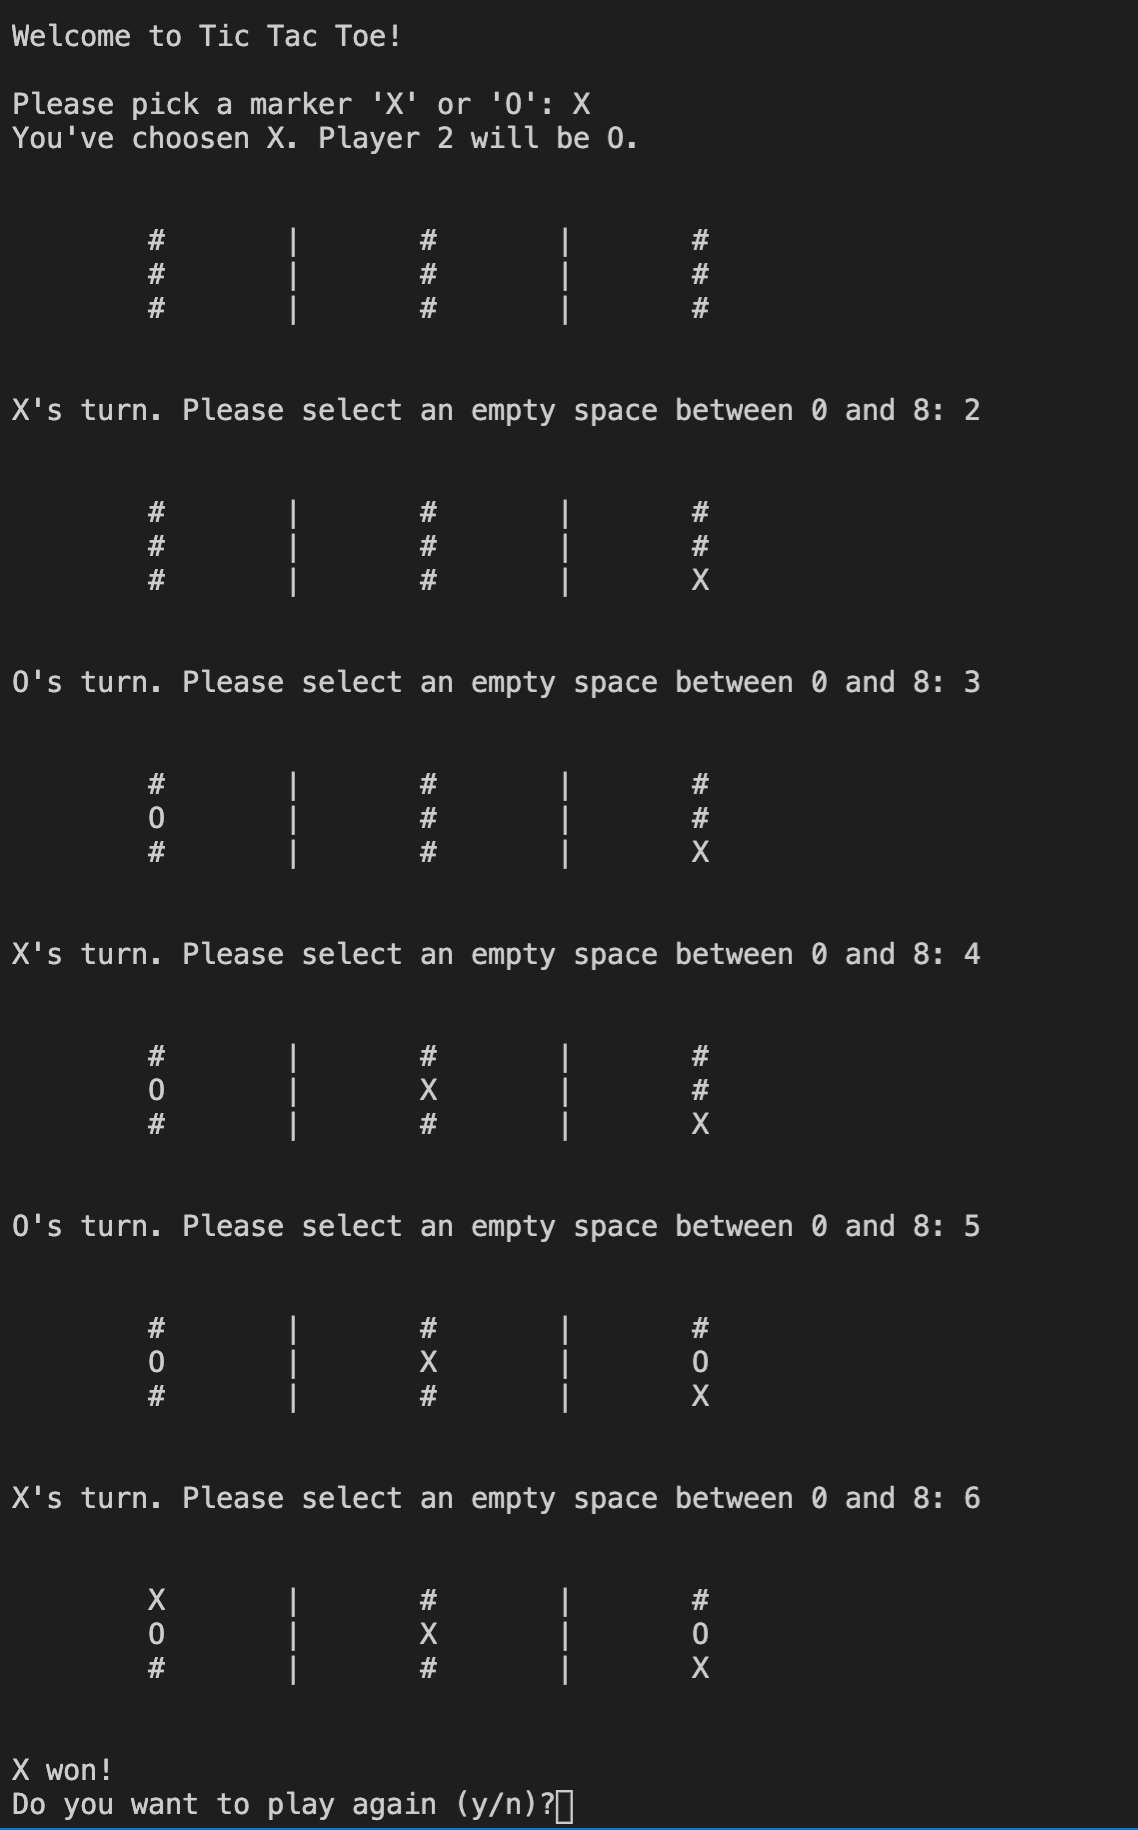 Welcome to Tic Tac Toe!
Please pick a marker 'X' or 'O': X
You've choosen X. Player 2 will be O.
# | # | #
# | # | #
# | # | #
X's turn. Please select an empty space between 0 and 8: 2
# | # | #
# | # | #
# | # | X
O's turn. Please select an empty space between 0 and 8: 3
# | # | #
O | # | #
# | # | X
X's turn. Please select an empty space between 0 and 8: 4
# | # | #
O | X | #
# | # | X
O's turn. Please select an empty space between 0 and 8: 5
# | # | #
O | X | O
# | # | X
X's turn. Please select an empty space between 0 and 8: 6
X | # | #
O | X | O
# | # | X
X won!
Do you want to play again (y/n)?